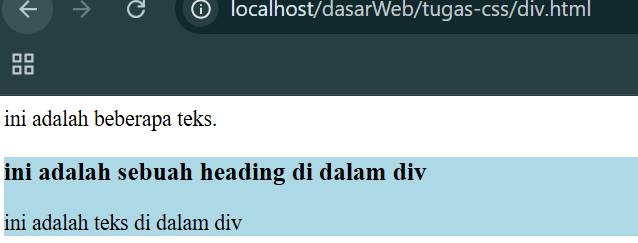 localhost/dasarWeb/tugas-css/div.html
ini adalah beberapa teks.
ini adalah sebuah heading di dalam div
ini adalah teks di dalam div